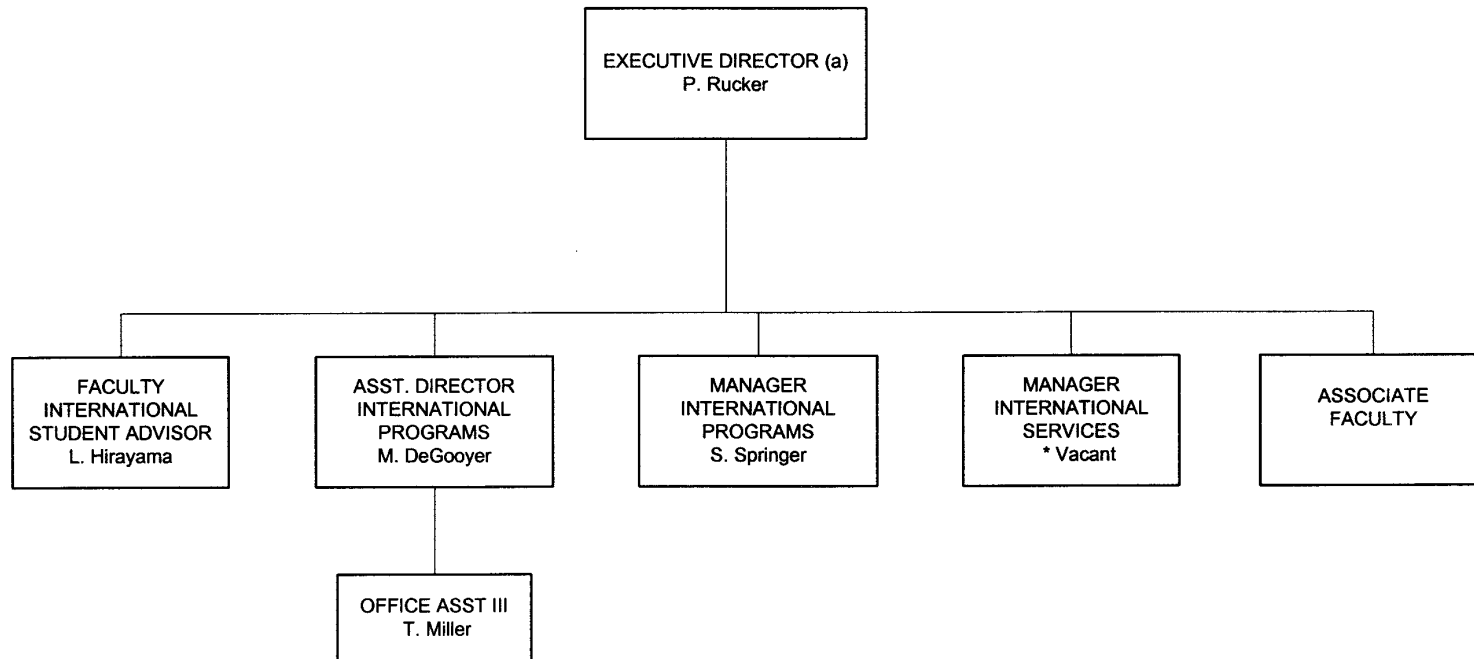 EXECUTIVE DIRECTOR (a)
P. Rucker
FACULTY
INTERNATIONAL
STUDENT ADVISOR
L. Hirayama
ASST. DIRECTOR
INTERNATIONAL
PROGRAMS
M. DeGooyer
MANAGER
INTERNATIONAL
PROGRAMS
S. Springer
MANAGER
INTERNATIONAL
SERVICES
* Vacant
ASSOCIATE
FACULTY
OFFICE ASST III
T. Miller